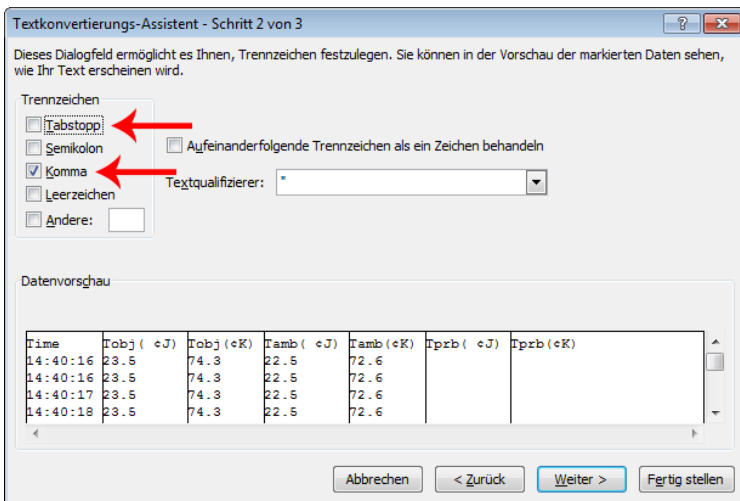 Textkonvertierungs-Assistent - Schritt 2 von 3
Dieses Dialogfeld ermöglicht es Ihnen, Trennzeichen festzulegen. Sie können in der Vorschau der markierten Daten sehen,
wie Ihr Text erscheinen wird.
Trennzeichen
Tabstopp
Semikolon
Komma
Leerzeichen
Andere:
Aufeinanderfolgende Trennzeichen als ein Zeichen behandeln
Textqualifizierer: "
Datenvorschau
Time Tobj( ¢J) Tobj(¢K) Tamb( ¢J) Tamb(¢K) Tprb( ¢J) Tprb(¢K)
14:40:16 23.5 74.3 22.5 72.6
14:40:16 23.5 74.3 22.5 72.6
14:40:17 23.5 74.3 22.5 72.6
14:40:18 23.5 74.3 22.5 72.6
Abbrechen < Zurück Weiter > Fertig stellen